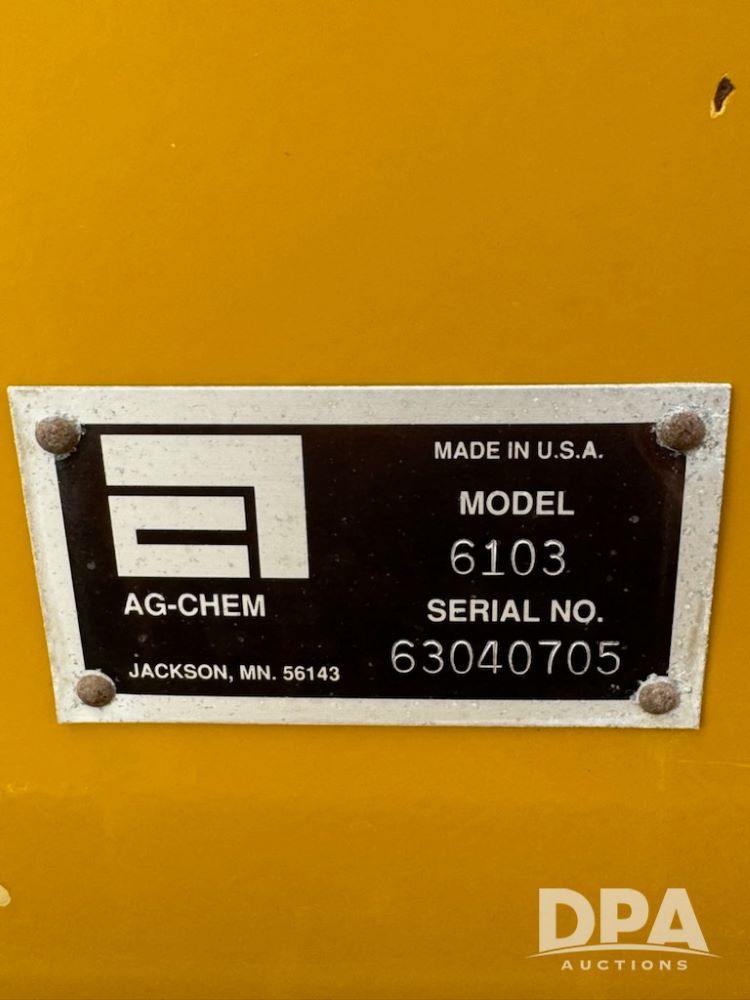 MADE IN U.S.A.
MODEL
6103
AG-CHEM
SERIAL NO.
JACKSON, MN. 56143
63040705
DPA
AUCTIONS